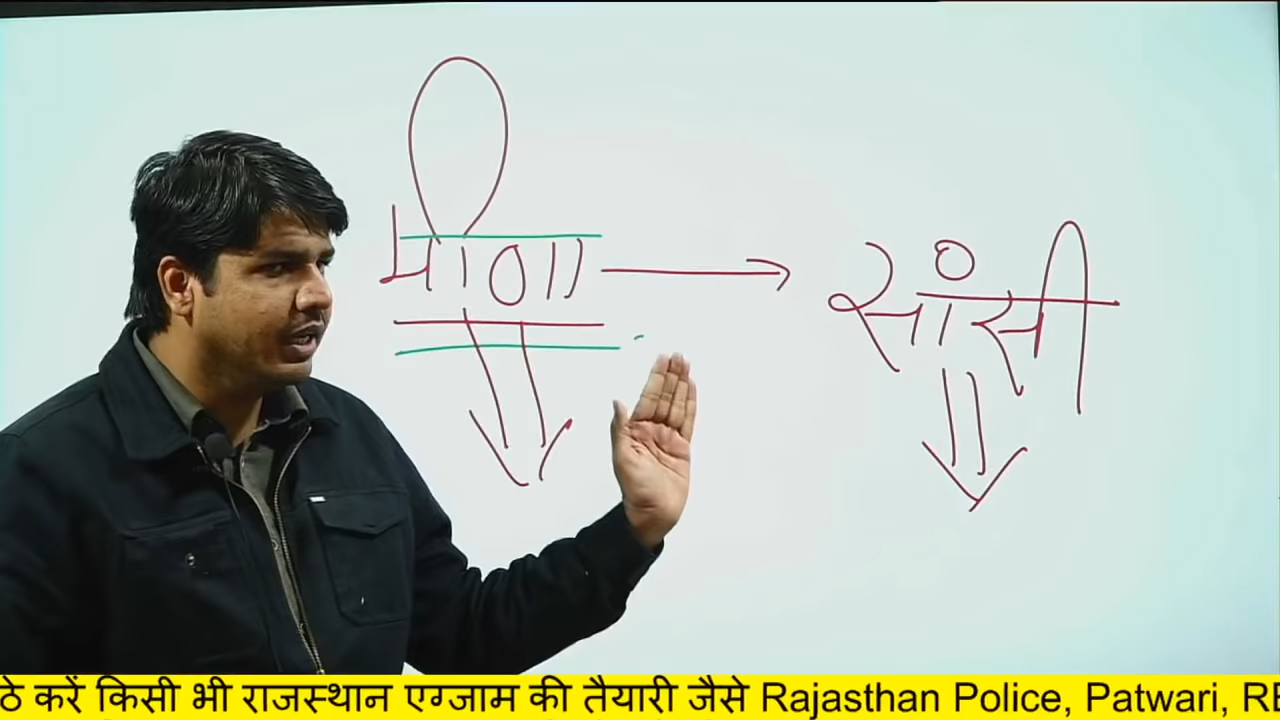 मीणा → सांसी
ठे करें किसी भी राजस्थान एग्जाम की तैयारी जैसे Rajasthan Police, Patwari,